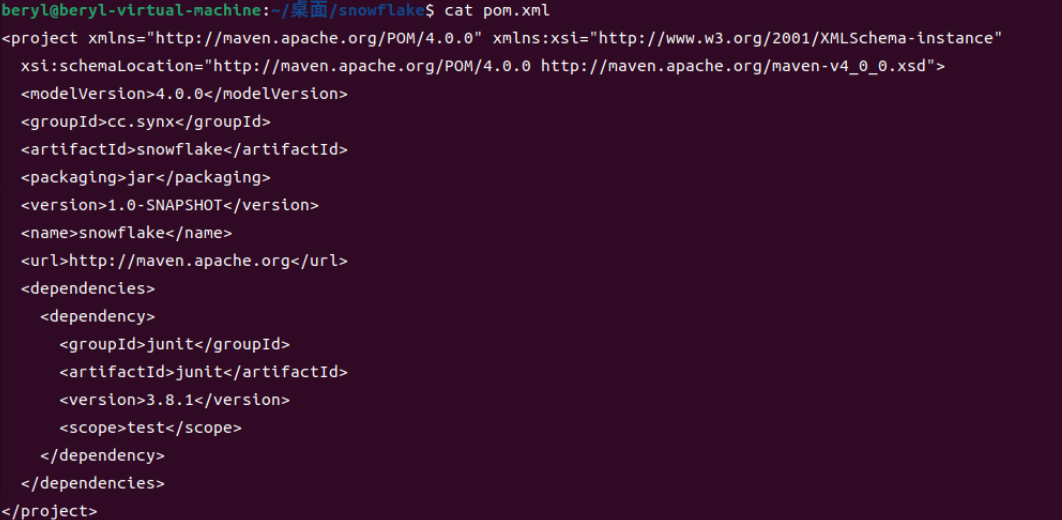 beryl@beryl-virtual-machine:~/桌面/snowflake$ cat pom.xml
<project xmlns="http://maven.apache.org/POM/4.0.0" xmlns:xsi="http://www.w3.org/2001/XMLSchema-instance"
  xsi:schemaLocation="http://maven.apache.org/POM/4.0.0 http://maven.apache.org/maven-v4_0_0.xsd">
  <modelVersion>4.0.0</modelVersion>
  <groupId>cc.synx</groupId>
  <artifactId>snowflake</artifactId>
  <packaging>jar</packaging>
  <version>1.0-SNAPSHOT</version>
  <name>snowflake</name>
  <url>http://maven.apache.org</url>
  <dependencies>
    <dependency>
      <groupId>junit</groupId>
      <artifactId>junit</artifactId>
      <version>3.8.1</version>
      <scope>test</scope>
    </dependency>
  </dependencies>
</project>